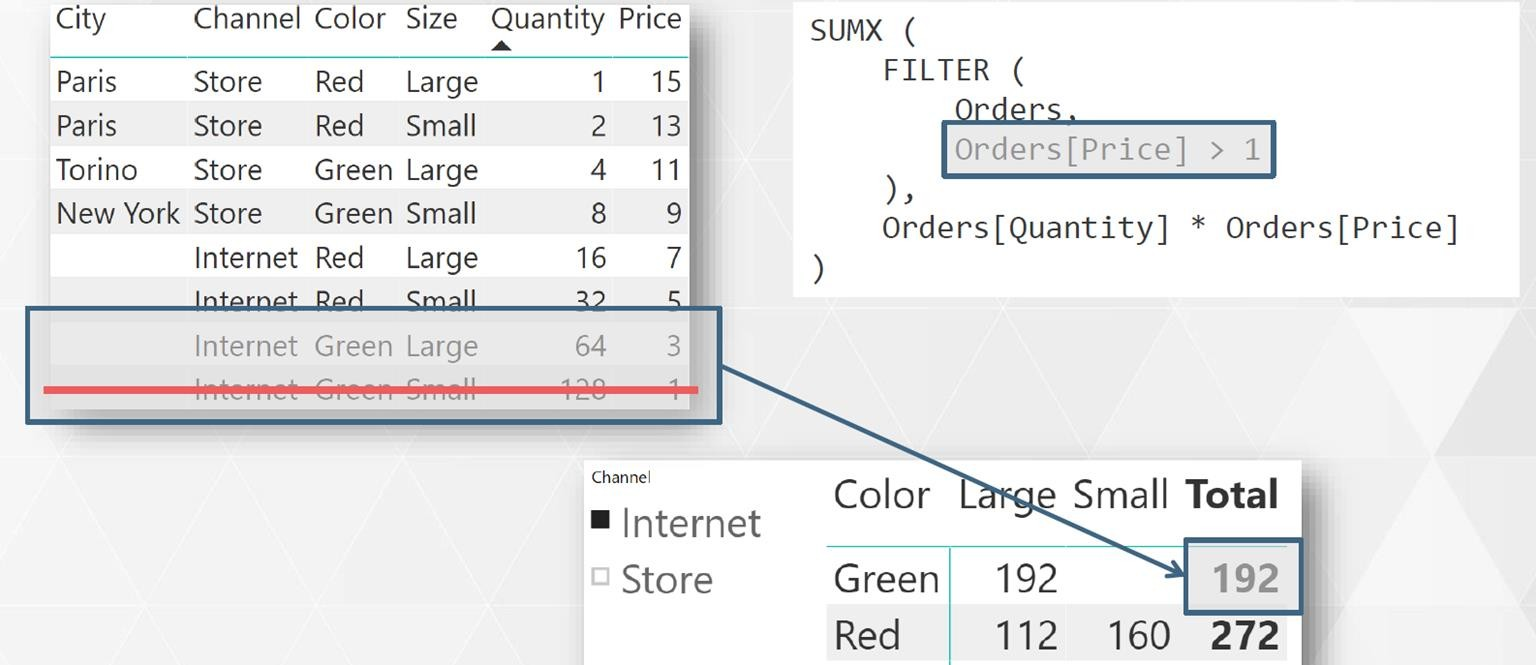 City Channel Color Size Quantity Price
Paris Store Red Large 1 15
Paris Store Red Small 2 13
Torino Store Green Large 4 11
New York Store Green Small 8 9
Internet Red Large 16 7
Internet Red Small 32 5
Internet Green Large 64 3
Internet Green Small 128 1
SUMX (
FILTER (
Orders,
Orders[Price] > 1
),
Orders[Quantity] * Orders[Price]
)
Channel
Internet
Store
Color Large Small Total
Green 192 192
Red 112 160 272